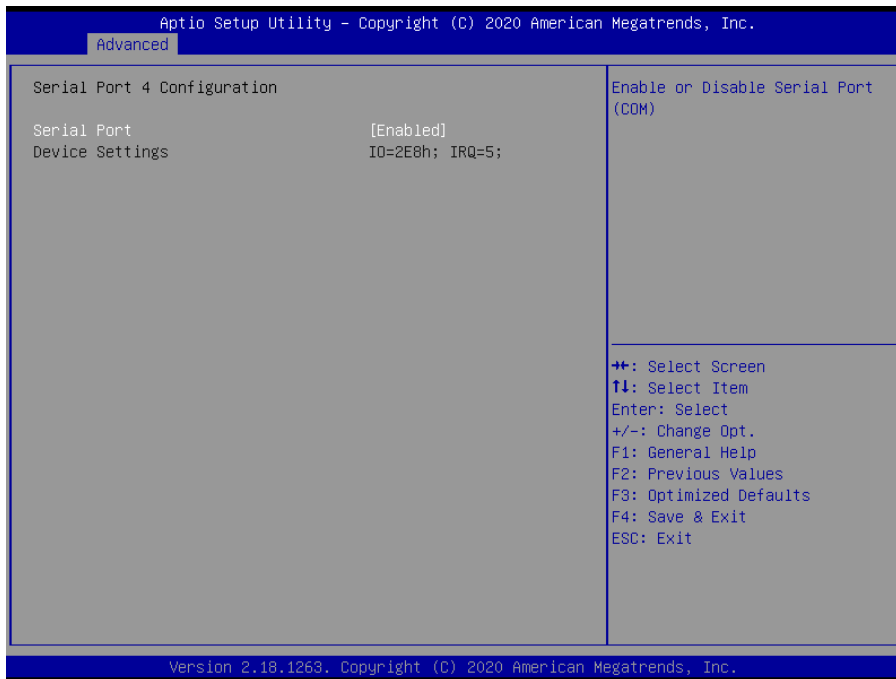 Aptio Setup Utility – Copyright (C) 2020 American Megatrends, Inc.
Advanced
Serial Port 4 Configuration
Serial Port [Enabled]
Device Settings IO=2E8h; IRQ=5;
Enable or Disable Serial Port
(COM)
→←: Select Screen
↑↓: Select Item
Enter: Select
+/-: Change Opt.
F1: General Help
F2: Previous Values
F3: Optimized Defaults
F4: Save & Exit
ESC: Exit
Version 2.18.1263. Copyright (C) 2020 American Megatrends, Inc.